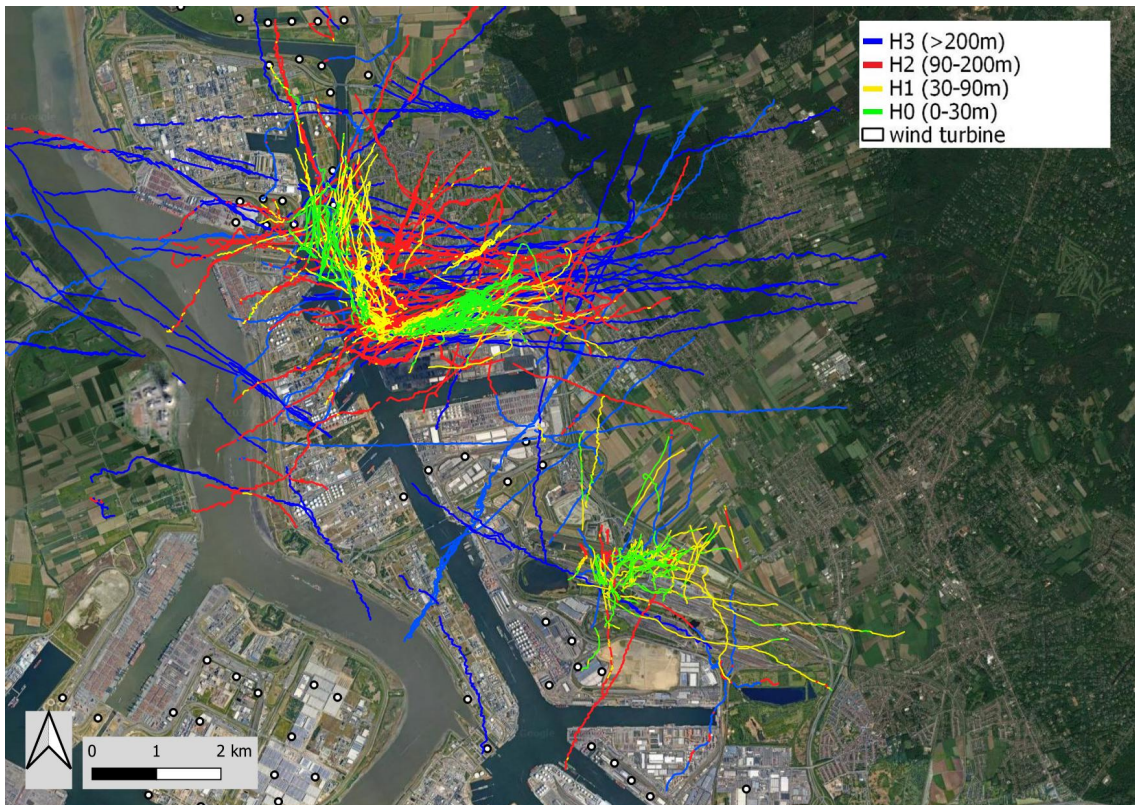 H3 (>200m)
H2 (90-200m)
H1 (30-90m)
H0 (0-30m)
wind turbine
0 1 2 km